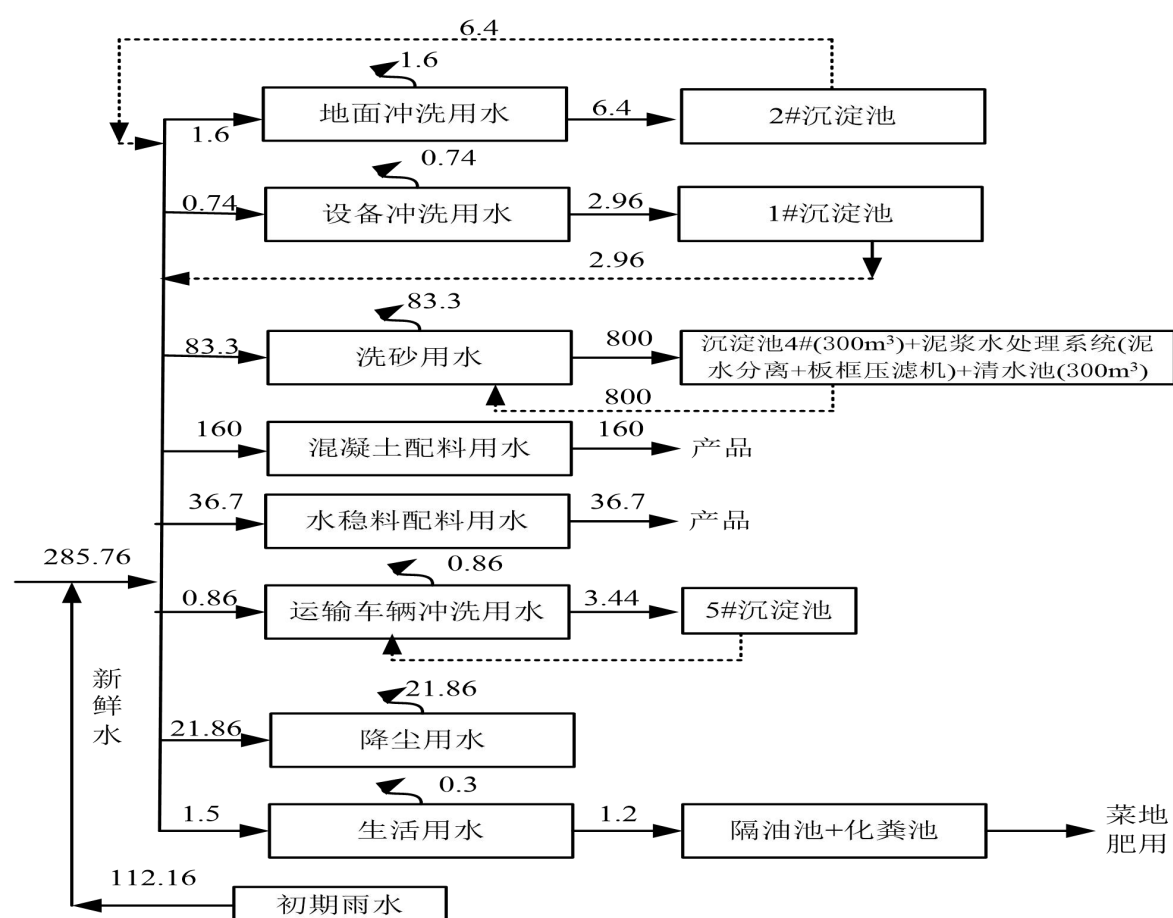 6.4
1.6
地面冲洗用水
6.4
2#沉淀池
1.6
0.74
0.74
设备冲洗用水
2.96
1#沉淀池
2.96
83.3
83.3
洗砂用水
800
沉淀池4#(300m³)+泥浆水处理系统(泥
水分离+板框压滤机)+清水池(300m³)
800
160
混凝土配料用水
160
产品
36.7
水稳料配料用水
36.7
产品
285.76
0.86
0.86
运输车辆冲洗用水
3.44
5#沉淀池
新鲜水
21.86
21.86
降尘用水
0.3
1.5
生活用水
1.2
隔油池+化粪池
菜地
肥用
112.16
初期雨水